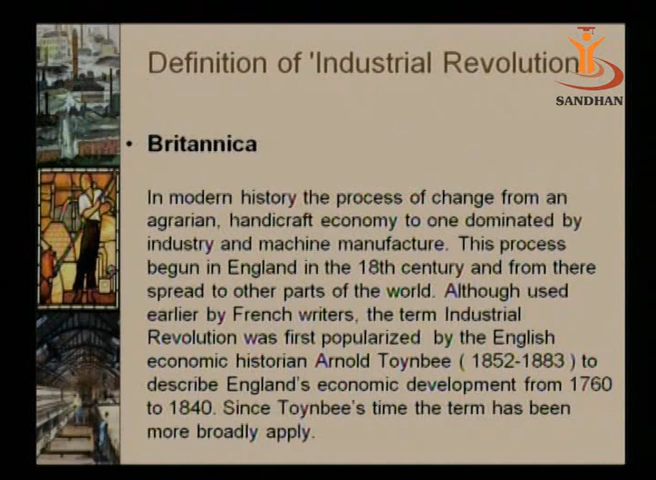 Definition of 'Industrial Revolution
SANDHAN
• Britannica
In modern history the process of change from an
agrarian, handicraft economy to one dominated by
industry and machine manufacture. This process
begun in England in the 18th century and from there
spread to other parts of the world. Although used
earlier by French writers, the term Industrial
Revolution was first popularized by the English
economic historian Arnold Toynbee ( 1852-1883 ) to
describe England's economic development from 1760
to 1840. Since Toynbee's time the term has been
more broadly apply.